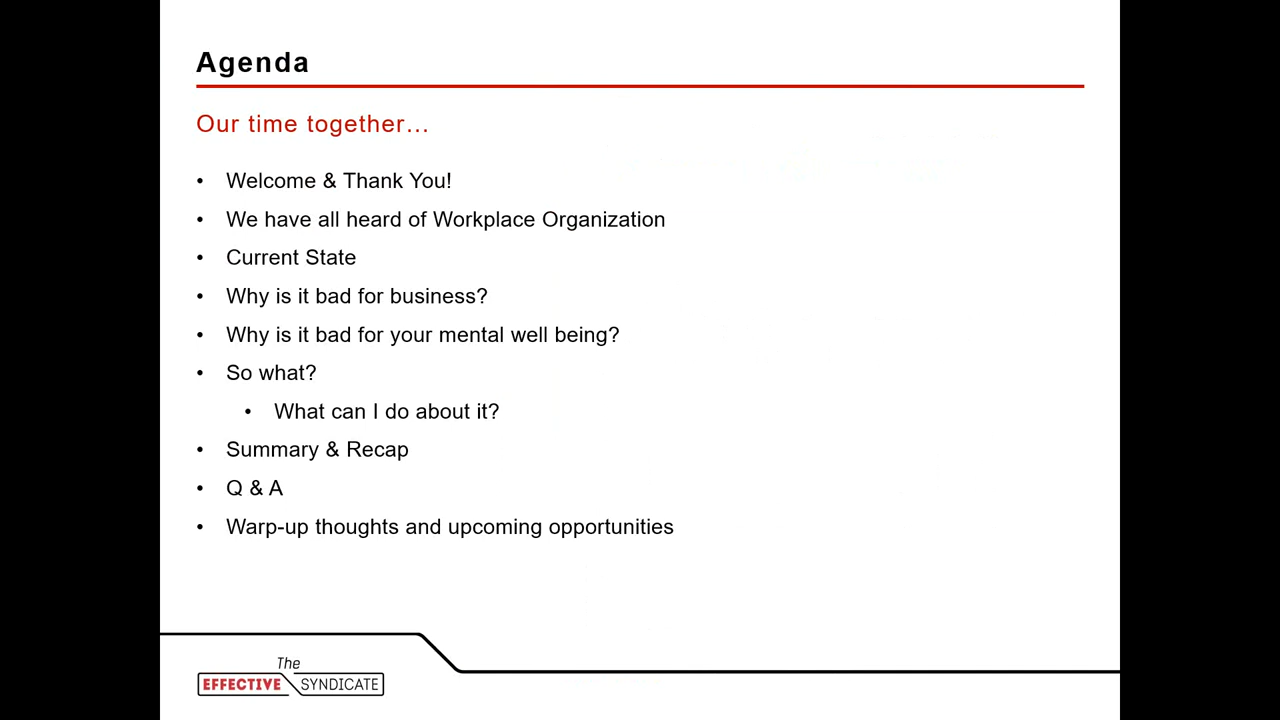 Agenda
Our time together...
• Welcome & Thank You!
• We have all heard of Workplace Organization
• Current State
• Why is it bad for business?
• Why is it bad for your mental well being?
• So what?
• What can I do about it?
• Summary & Recap
• Q & A
• Warp-up thoughts and upcoming opportunities
The
EFFECTIVE SYNDICATE